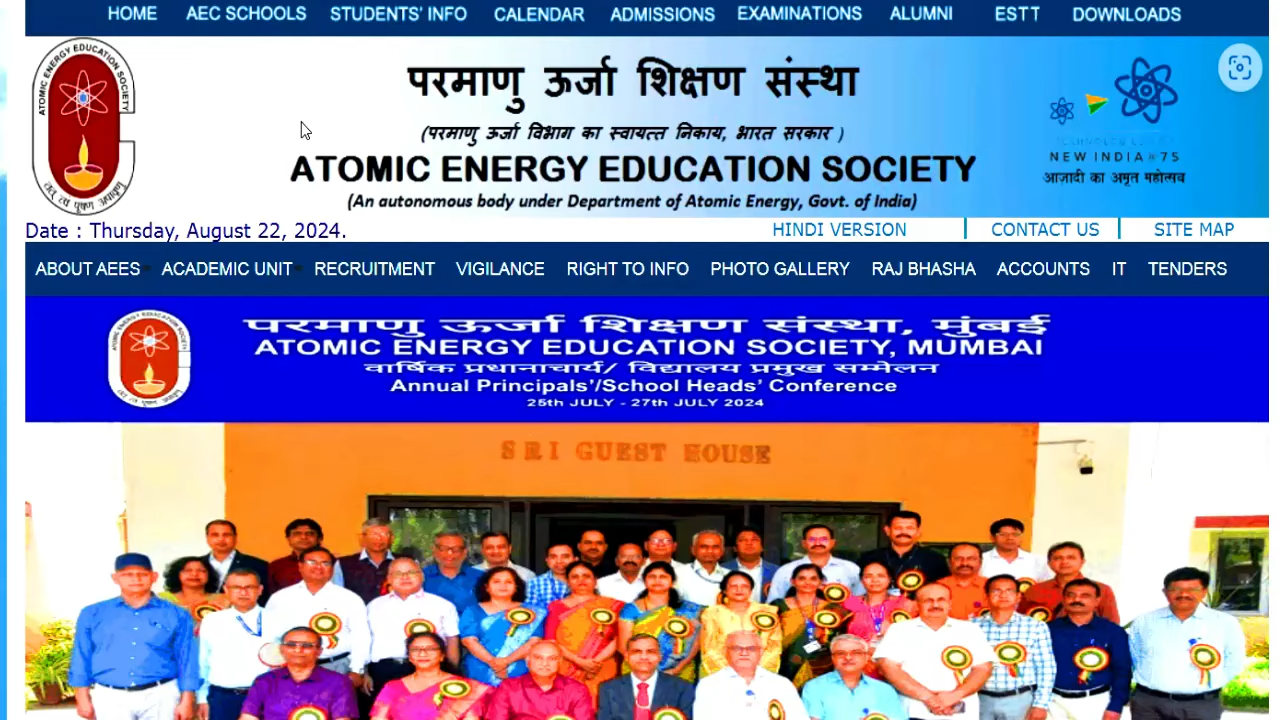 HOME AEC SCHOOLS STUDENTS' INFO CALENDAR ADMISSIONS EXAMINATIONS ALUMNI ESTT DOWNLOADS
ATOMIC ENERGY EDUCATION SOCIETY
परमाणु ऊर्जा शिक्षण संस्था
(परमाणु ऊर्जा विभाग का स्वायत्त निकाय, भारत सरकार )
ATOMIC ENERGY EDUCATION SOCIETY
(An autonomous body under Department of Atomic Energy, Govt. of India)
NEW INDIA @ 75
आज़ादी का अमृत महोत्सव
Date : Thursday, August 22, 2024.
HINDI VERSION CONTACT US SITE MAP
ABOUT AEES ACADEMIC UNIT RECRUITMENT VIGILANCE RIGHT TO INFO PHOTO GALLERY RAJ BHASHA ACCOUNTS IT TENDERS
परमाणु ऊर्जा शिक्षण संस्था, मुंबई
ATOMIC ENERGY EDUCATION SOCIETY, MUMBAI
वार्षिक प्रधानाचार्य/ विद्यालय प्रमुख सम्मेलन
Annual Principals'/School Heads' Conference
25th JULY - 27th JULY 2024
SRI GUEST HOUSE